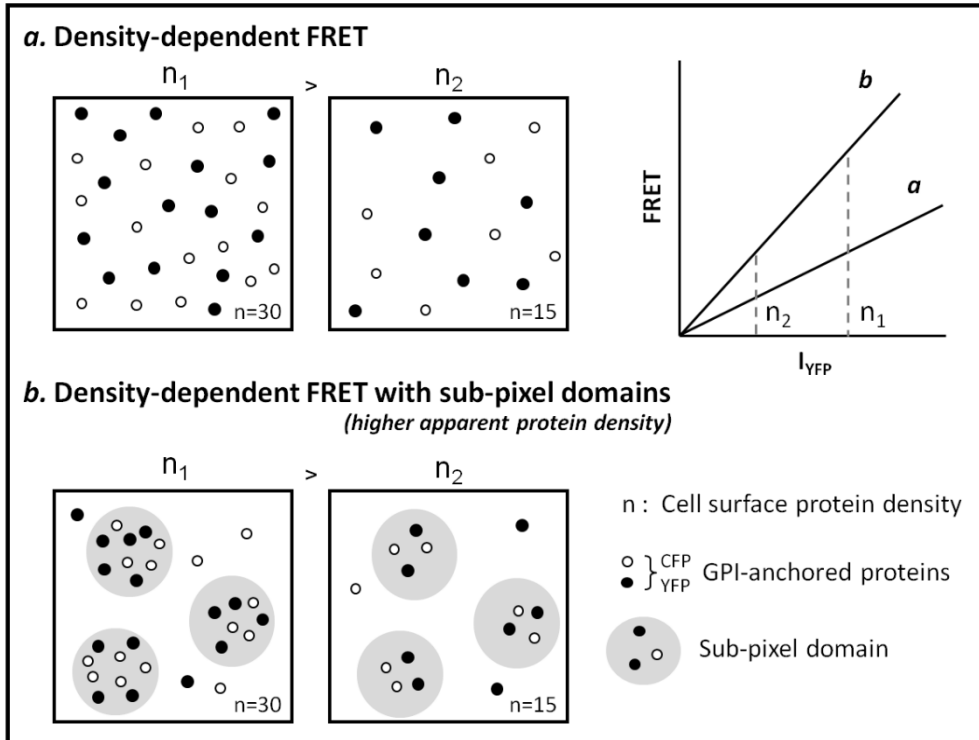 a. Density-dependent FRET
n₁ > n₂
n=30
n=15
FRET
b
a
n₂
n₁
I_YFP
b. Density-dependent FRET with sub-pixel domains
(higher apparent protein density)
n₁ > n₂
n=30
n=15
n : Cell surface protein density
CFP
YFP
GPI-anchored proteins
Sub-pixel domain